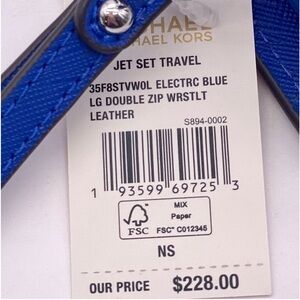 MICHAEL
MICHAEL KORS
JET SET TRAVEL
35F8STVW0L ELECTRC BLUE
LG DOUBLE ZIP WRSTLT
LEATHER
S894-0002
1 93599 69725 3
FSC
MIX
Paper
FSC® C012345
NS
OUR PRICE $228.00